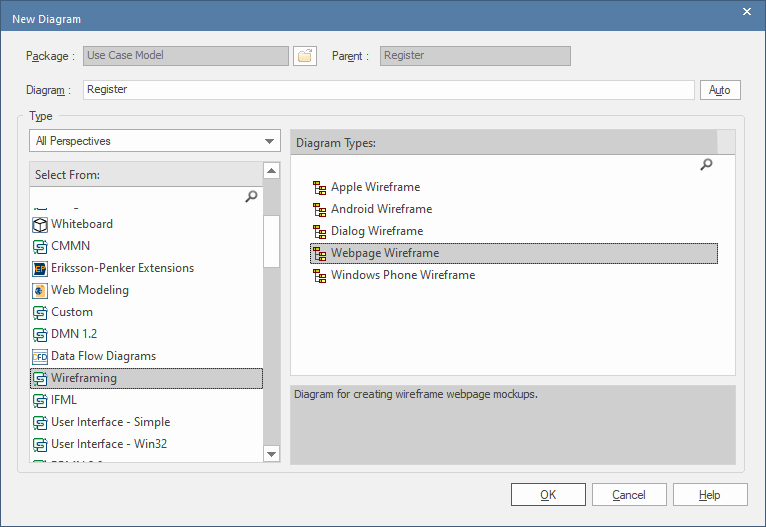 New Diagram
Package : Use Case Model Parent : Register
Diagram : Register Auto
Type
All Perspectives
Select From:
Whiteboard
CMMN
EP Eriksson-Penker Extensions
Web Modeling
Custom
DMN 1.2
DFD Data Flow Diagrams
Wireframing
IFML
User Interface - Simple
User Interface - Win32
Diagram Types:
Apple Wireframe
Android Wireframe
Dialog Wireframe
Webpage Wireframe
Windows Phone Wireframe
Diagram for creating wireframe webpage mockups.
OK Cancel Help